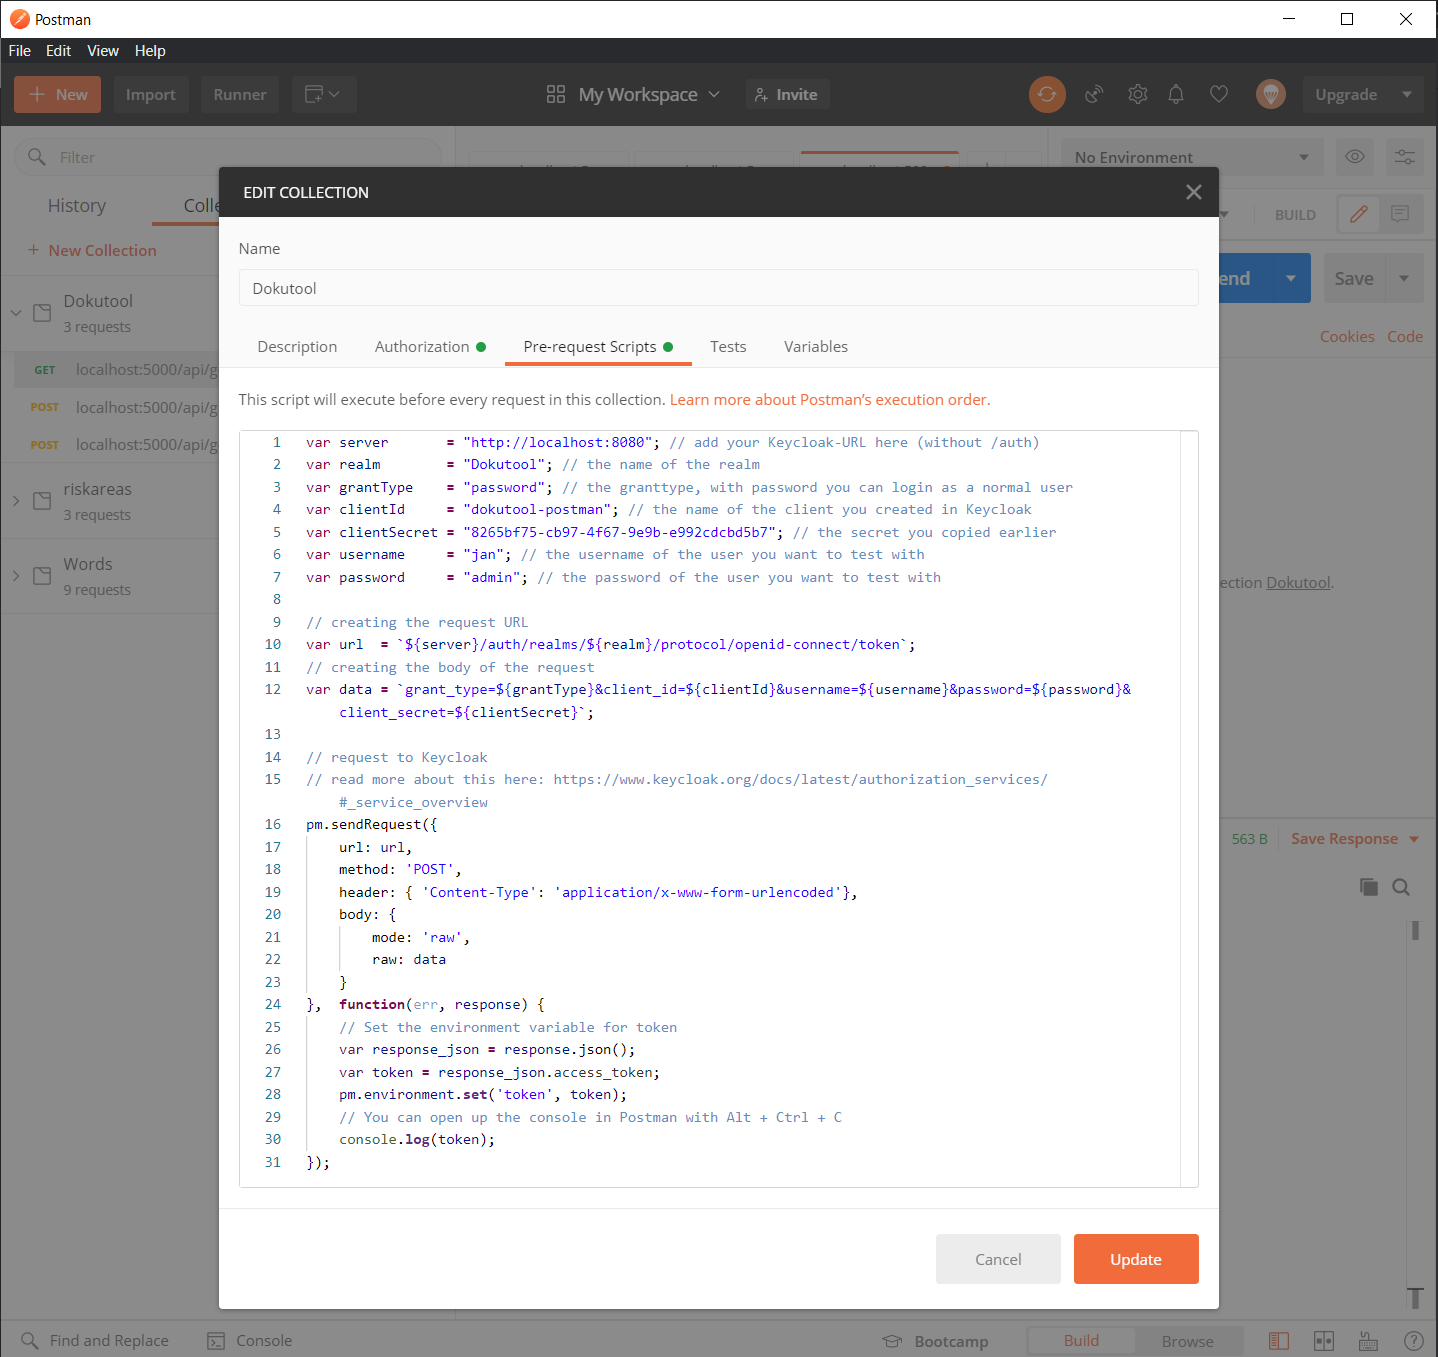 Postman
File Edit View Help
New Import Runner My Workspace Invite Upgrade
Filter
No Environment
History Colle
BUILD
New Collection
end Save
Dokutool
3 requests
Cookies Code
GET localhost:5000/api/g
POST localhost:5000/api/g
POST localhost:5000/api/g
riskareas
3 requests
Words
9 requests
ection Dokutool.
563 B Save Response
EDIT COLLECTION
Name
Dokutool
Description Authorization Pre-request Scripts Tests Variables
This script will execute before every request in this collection. Learn more about Postman's execution order.
1 var server = "http://localhost:8080"; // add your Keycloak-URL here (without /auth)
2 var realm = "Dokutool"; // the name of the realm
3 var grantType = "password"; // the granttype, with password you can login as a normal user
4 var clientId = "dokutool-postman"; // the name of the client you created in Keycloak
5 var clientSecret = "8265bf75-cb97-4f67-9e9b-e992cdcbd5b7"; // the secret you copied earlier
6 var username = "jan"; // the username of the user you want to test with
7 var password = "admin"; // the password of the user you want to test with
8
9 // creating the request URL
10 var url = `${server}/auth/realms/${realm}/protocol/openid-connect/token`;
11 // creating the body of the request
12 var data = `grant_type=${grantType}&client_id=${clientId}&username=${username}&password=${password}&
client_secret=${clientSecret}`;
13
14 // request to Keycloak
15 // read more about this here: https://www.keycloak.org/docs/latest/authorization_services/
#_service_overview
16 pm.sendRequest({
17 url: url,
18 method: 'POST',
19 header: { 'Content-Type': 'application/x-www-form-urlencoded'},
20 body: {
21 mode: 'raw',
22 raw: data
23 }
24 }, function(err, response) {
25 // Set the environment variable for token
26 var response_json = response.json();
27 var token = response_json.access_token;
28 pm.environment.set('token', token);
29 // You can open up the console in Postman with Alt + Ctrl + C
30 console.log(token);
31 });
Cancel Update
Find and Replace Console Bootcamp Build Browse